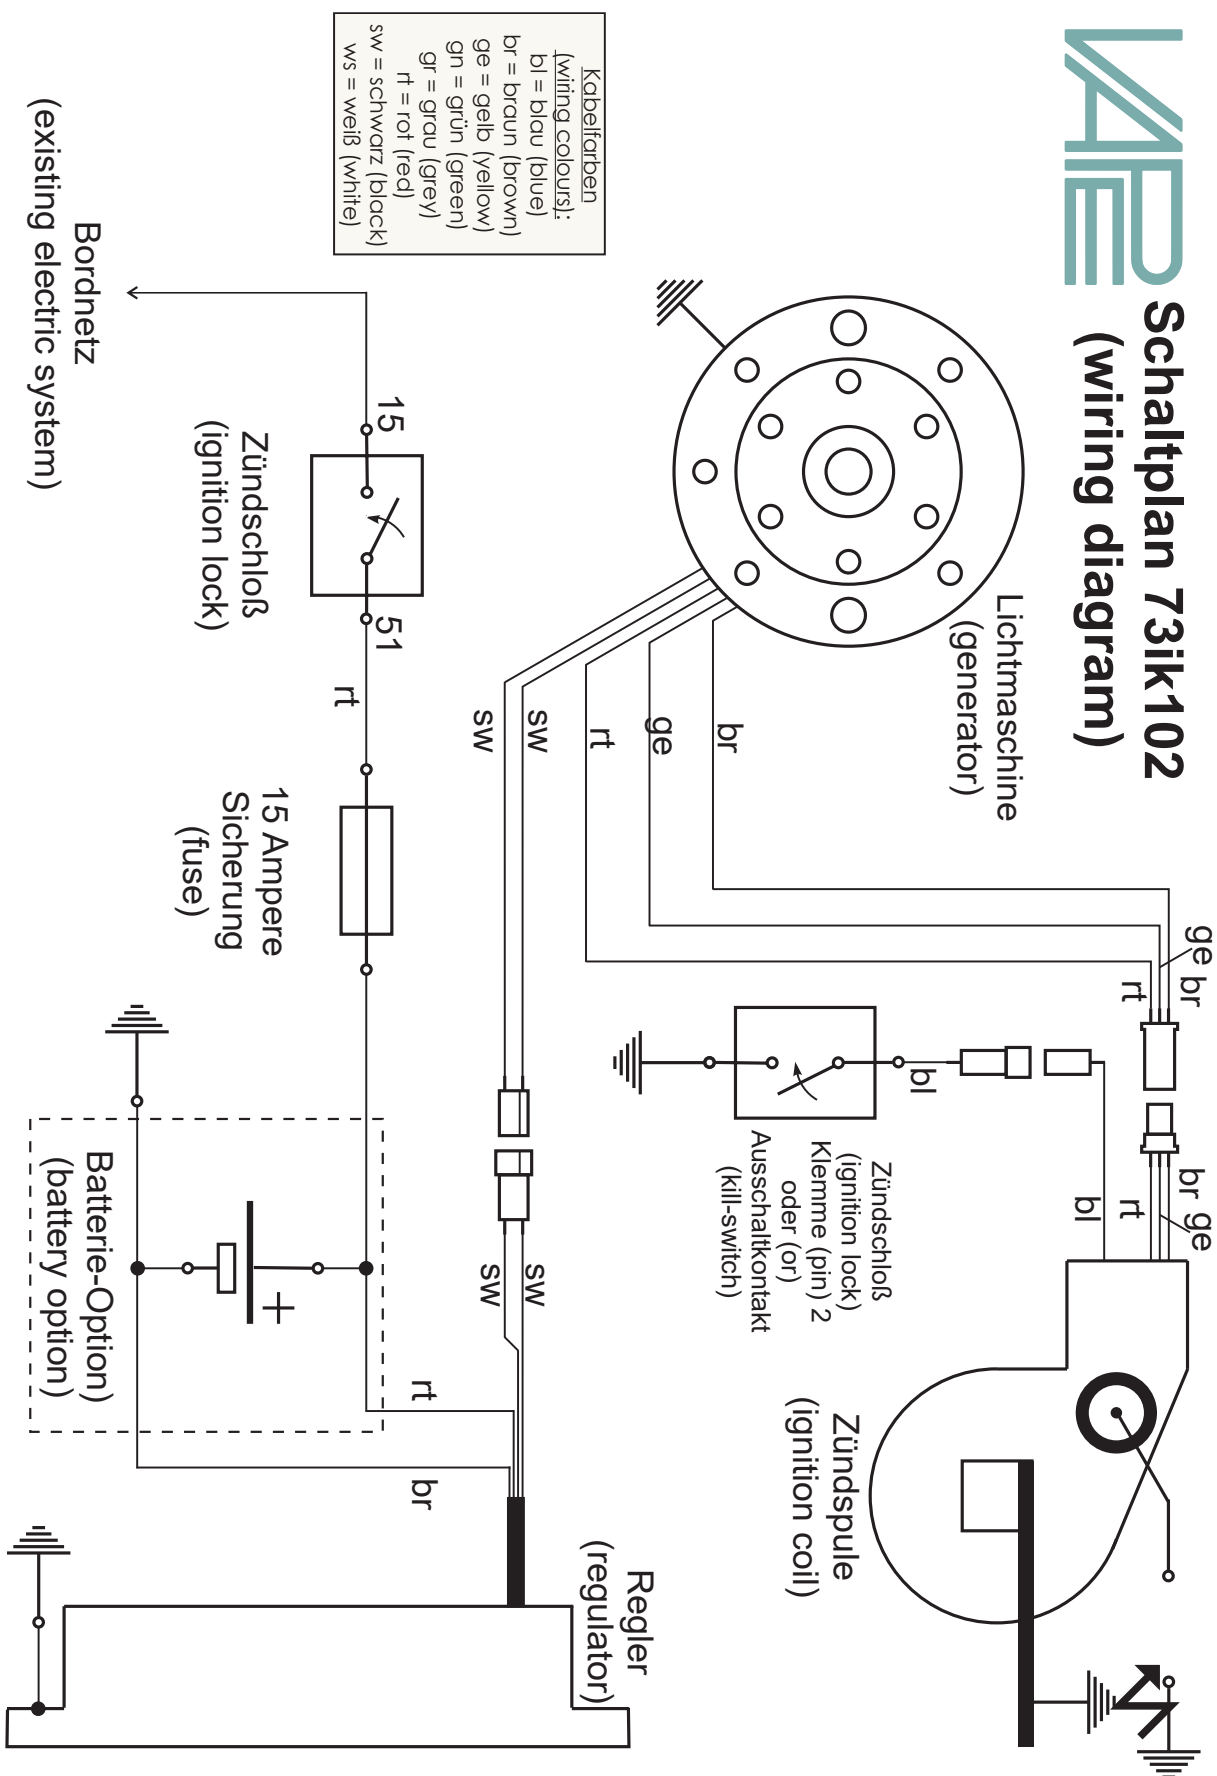 VAPE
Schaltplan 73ik102
(wiring diagram)
Kabelfarben
(wiring colours):
bl = blau (blue)
br = braun (brown)
ge = gelb (yellow)
gn = grün (green)
gr = grau (grey)
rt = rot (red)
sw = schwarz (black)
ws = weiß (white)
Lichtmaschine
(generator)
br
ge
rt
sw
sw
ge
br
rt
br
ge
rt
bl
bl
Zündschloß
(ignition lock)
Klemme (pin) 2
oder (or)
Ausschaltkontakt
(kill-switch)
Zündspule
(ignition coil)
Bordnetz
(existing electric system)
15
51
Zündschloß
(ignition lock)
rt
15 Ampere
Sicherung
(fuse)
sw
sw
+
Batterie-Option)
(battery option)
rt
br
Regler
(regulator)